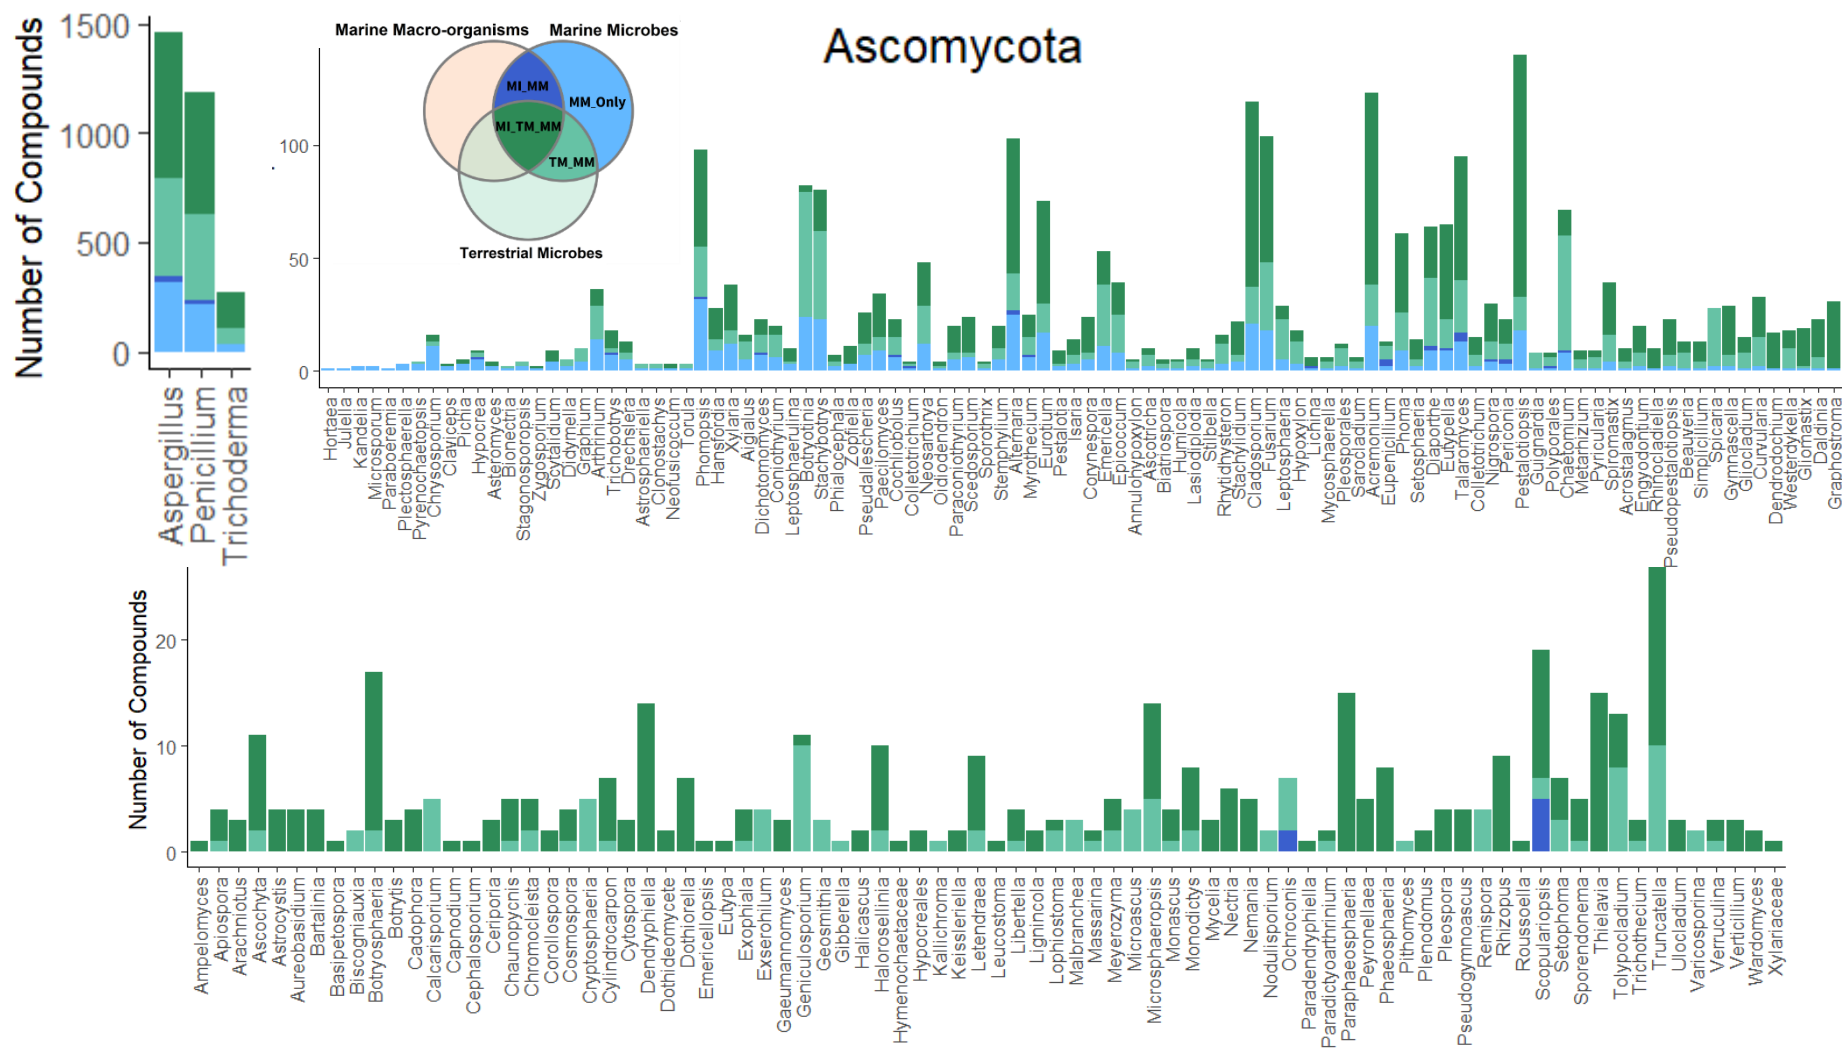 Ascomycota
Number of Compounds
1500
1000
500
0
Aspergillus
Penicillium
Trichoderma
Marine Macro-organisms
Marine Microbes
MI_MM
MM_Only
MI_TM_MM
TM_MM
Terrestrial Microbes
100
50
0
Hortaea
Julella
Kandelia
Microsporum
Paraboeremia
Plectosphaerella
Pyrenochaetopsis
Chrysosporium
Claviceps
Pichia
Hypocrea
Asteromyces
Bionectria
Stagonosporopsis
Zygosporium
Scytalidium
Didymella
Graphium
Arthrinium
Trichobotrys
Drechslera
Astrosphaeriella
Clonostachys
Neofusicoccum
Torula
Phomopsis
Hansfordia
Xylaria
Aigialus
Dichotomomyces
Coniothyrium
Leptosphaerulina
Botryotinia
Stachybotrys
Phialocephala
Zopfiella
Pseudallescheria
Paecilomyces
Cochliobolus
Colletotrichum
Neosartorya
Oidiodendron
Paraconiothyrium
Scedosporium
Sporothrix
Stemphylium
Alternaria
Myrothecium
Eurotium
Pestalotia
Isaria
Corynespora
Emericella
Epicoccum
Annulohypoxylon
Ascotricha
Biatriospora
Humicola
Lasiodiplodia
Stilbella
Rhytidhysteron
Stachylidium
Cladosporium
Fusarium
Leptosphaeria
Hypoxylon
Lichina
Mycosphaerella
Pleosporales
Sarocladium
Acremonium
Eupenicillium
Phoma
Setosphaeria
Diaporthe
Eutypella
Talaromyces
Colletotrichum
Nigrospora
Periconia
Pestalotiopsis
Guignardia
Polyporales
Chaetomium
Metarhizium
Pyricularia
Spiromastix
Acrostalagmus
Engyodontium
Rhinocladiella
Pseudopestalotiopsis
Beauveria
Simplicillium
Spicaria
Gymnascella
Gliocladium
Curvularia
Dendrodochium
Westerdykella
Gliomastix
Daldinia
Graphostroma
Number of Compounds
20
10
0
Ampelomyces
Apiospora
Arachniotus
Ascochyta
Astrocystis
Aureobasidium
Bartalinia
Basipetospora
Biscogniauxia
Botryosphaeria
Botrytis
Cadophora
Calcarisporium
Capnodium
Cephalosporium
Ceriporia
Chaunopycnis
Chromocleista
Corollospora
Cosmospora
Cryptosphaeria
Cylindrocarpon
Cytospora
Dendryphiella
Dothideomycete
Dothiorella
Emericellopsis
Eutypa
Exophiala
Exserohilum
Gaeumannomyces
Geniculosporium
Geosmithia
Gibberella
Halicascus
Halorosellinia
Hymenochaetaceae
Hypocreales
Kallichroma
Keissleriella
Letendraea
Leucostoma
Libertella
Lignincola
Lophiostoma
Malbranchea
Massarina
Meyerozyma
Microascus
Microsphaeropsis
Monascus
Monodictys
Mycelia
Nectria
Nemania
Nodulisporium
Ochroconis
Paradendryphiella
Paradictyoarthrinium
Paraphaeosphaeria
Peyronellaea
Phaeosphaeria
Pithomyces
Plenodomus
Pleospora
Pseudogymnoascus
Remispora
Rhizopus
Roussoella
Scopulariopsis
Setophoma
Sporendonema
Thielavia
Tolypocladium
Trichothecium
Truncatella
Ulocladium
Varicosporina
Verruculina
Verticillium
Wardomyces
Xylariaceae